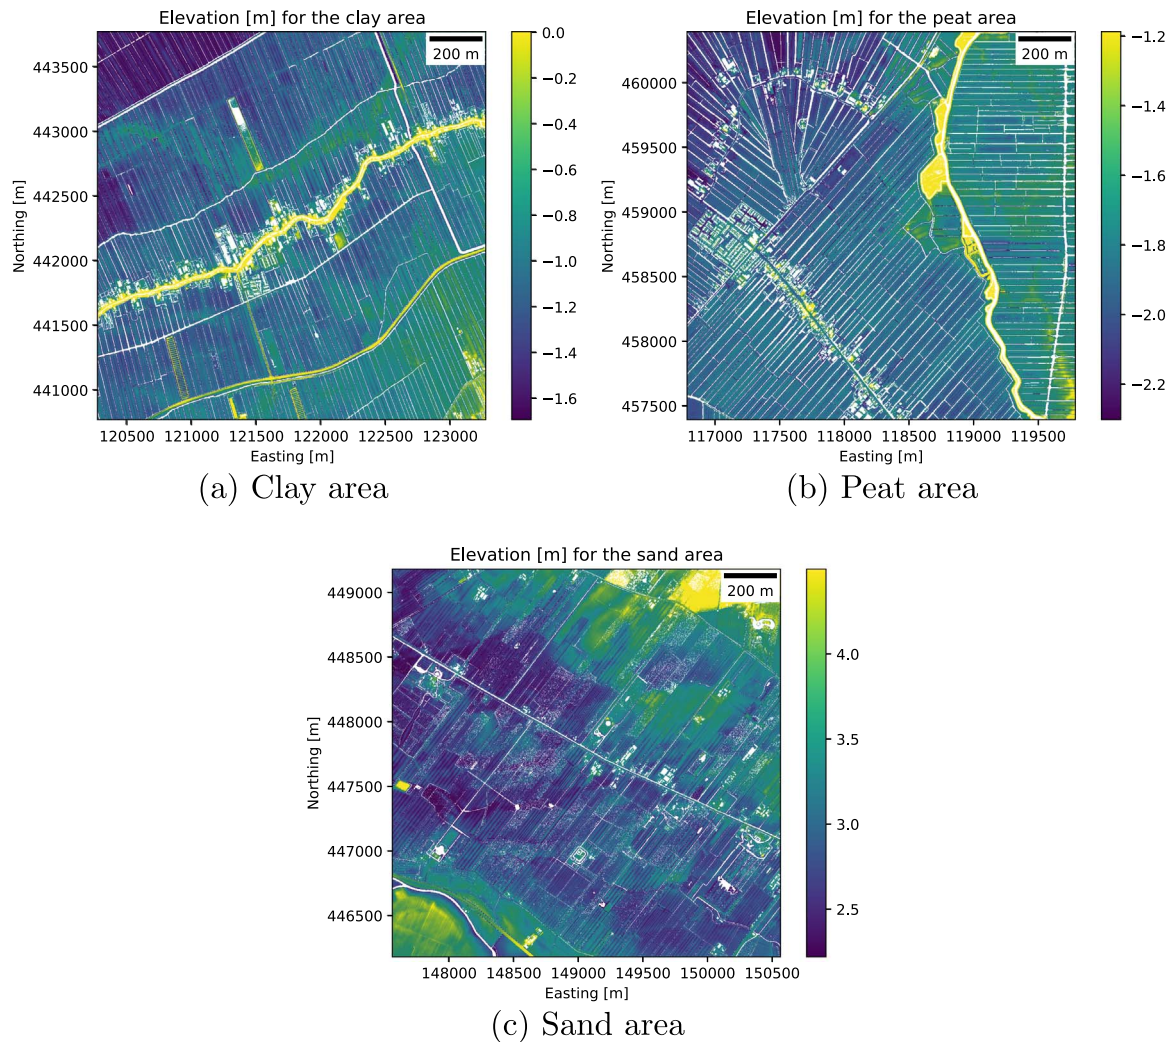 Elevation [m] for the clay area
200 m
443500
443000
442500
442000
441500
441000
Northing [m]
120500 121000 121500 122000 122500 123000
Easting [m]
0.0
−0.2
−0.4
−0.6
−0.8
−1.0
−1.2
−1.4
−1.6
(a) Clay area
Elevation [m] for the peat area
200 m
460000
459500
459000
458500
458000
457500
Northing [m]
117000 117500 118000 118500 119000 119500
Easting [m]
−1.2
−1.4
−1.6
−1.8
−2.0
−2.2
(b) Peat area
Elevation [m] for the sand area
200 m
449000
448500
448000
447500
447000
446500
Northing [m]
148000 148500 149000 149500 150000 150500
Easting [m]
4.0
3.5
3.0
2.5
(c) Sand area